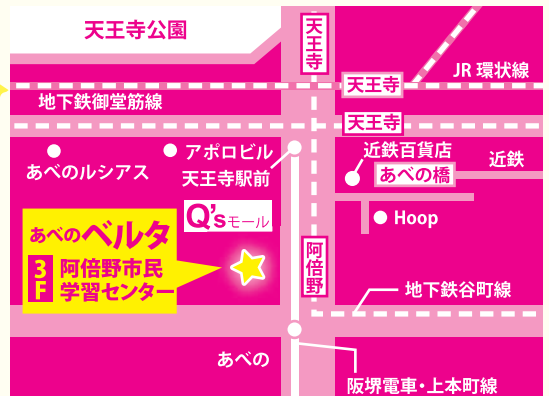 天王寺公園
天王寺
JR環状線
天王寺
地下鉄御堂筋線
天王寺
アポロビル
近鉄百貨店
近鉄
あべのルシアス
天王寺駅前
あべの橋
Q'sモール
Hoop
あべのベルタ
3F
阿倍野市民
学習センター
阿倍野
地下鉄谷町線
あべの
阪堺電車・上本町線